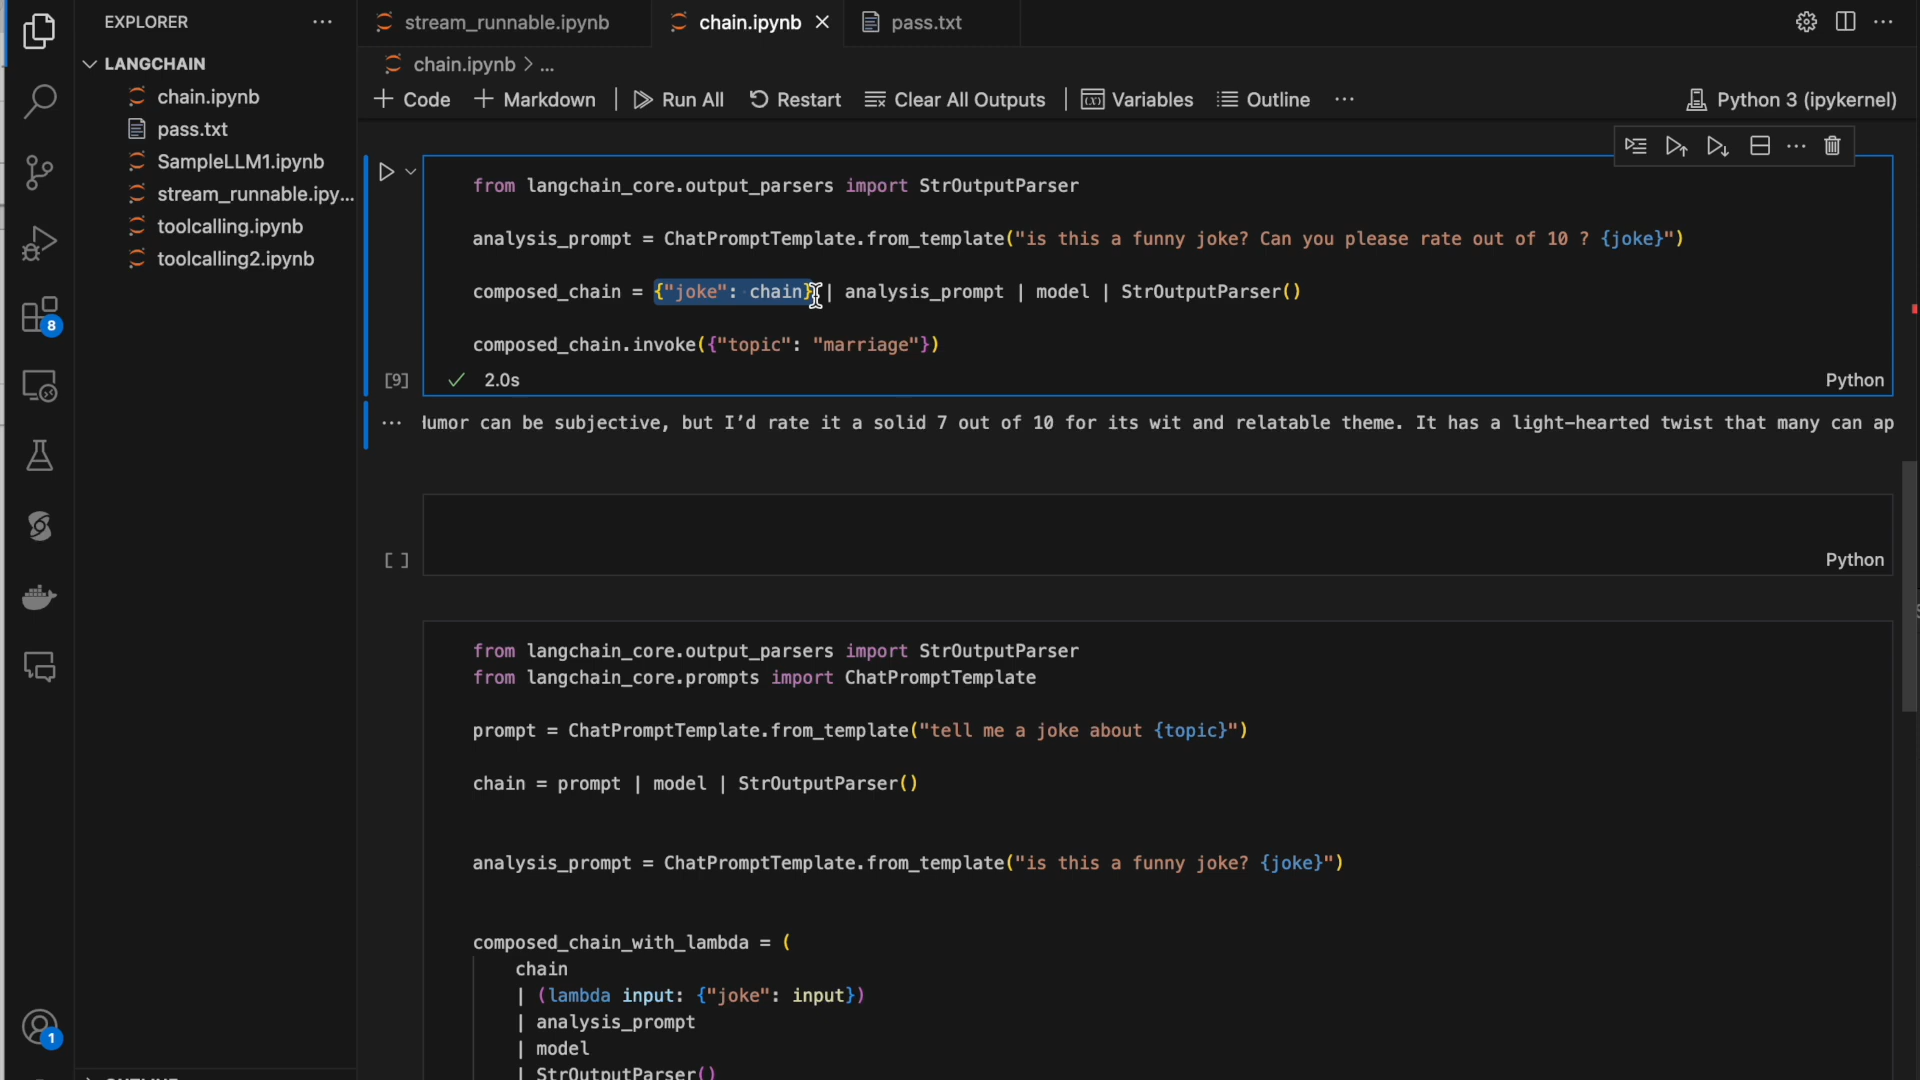 EXPLORER
LANGCHAIN
chain.ipynb
pass.txt
SampleLLM1.ipynb
stream_runnable.ipy...
toolcalling.ipynb
toolcalling2.ipynb
8
1
stream_runnable.ipynb
chain.ipynb
pass.txt
chain.ipynb > ...
+ Code + Markdown Run All Restart Clear All Outputs Variables Outline ... Python 3 (ipykernel)
from langchain_core.output_parsers import StrOutputParser
analysis_prompt = ChatPromptTemplate.from_template("is this a funny joke? Can you please rate out of 10 ? {joke}")
composed_chain = {"joke": chain} | analysis_prompt | model | StrOutputParser()
composed_chain.invoke({"topic": "marriage"})
[9] ✓ 2.0s Python
... umor can be subjective, but I’d rate it a solid 7 out of 10 for its wit and relatable theme. It has a light-hearted twist that many can ap
[ ] Python
from langchain_core.output_parsers import StrOutputParser
from langchain_core.prompts import ChatPromptTemplate
prompt = ChatPromptTemplate.from_template("tell me a joke about {topic}")
chain = prompt | model | StrOutputParser()
analysis_prompt = ChatPromptTemplate.from_template("is this a funny joke? {joke}")
composed_chain_with_lambda = (
chain
| (lambda input: {"joke": input})
| analysis_prompt
| model
| StrOutputParser()